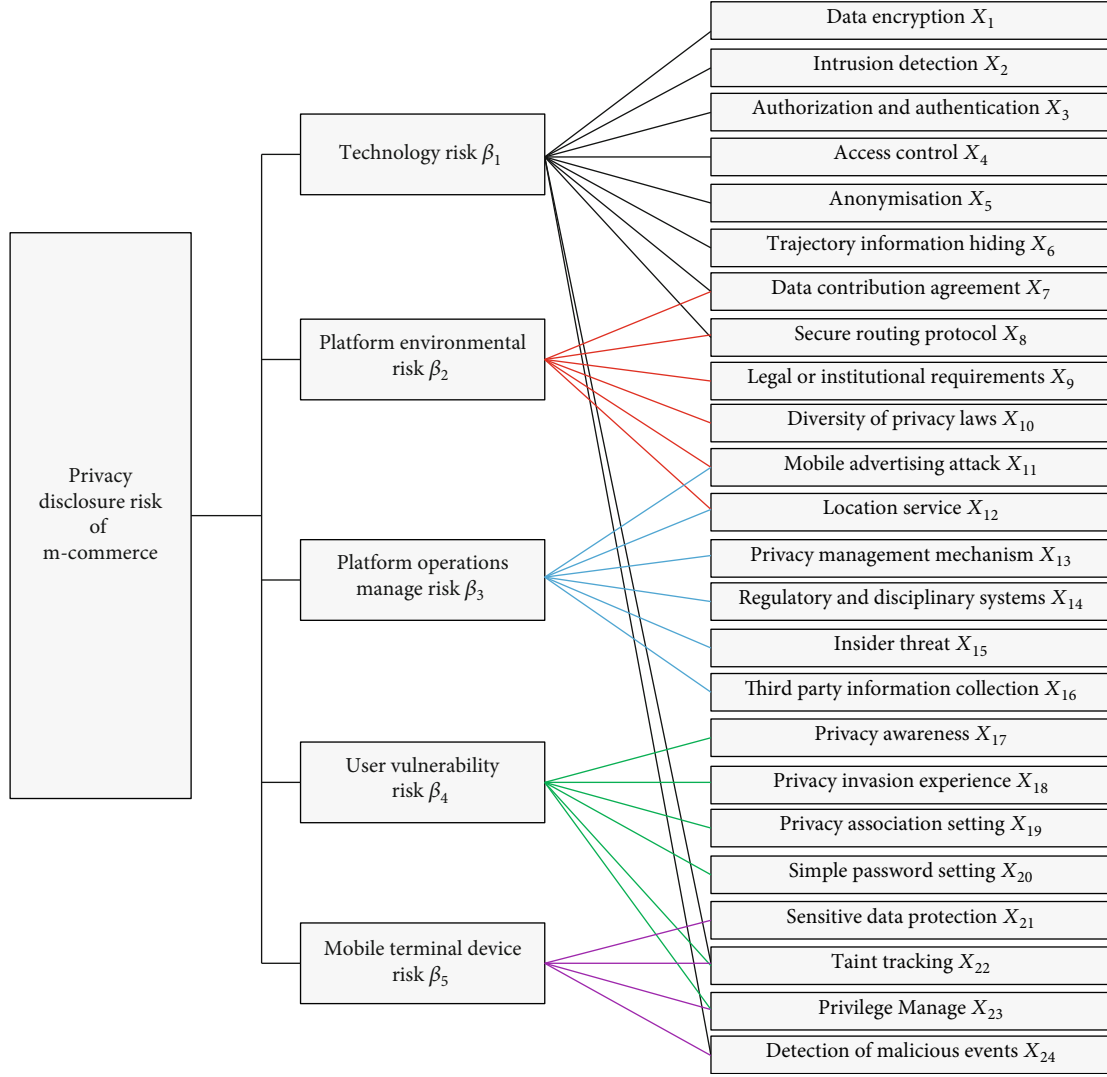 Privacy
disclosure risk
of
m-commerce
Technology risk β₁
Platform environmental
risk β₂
Platform operations
manage risk β₃
User vulnerability
risk β₄
Mobile terminal device
risk β₅
Data encryption X₁
Intrusion detection X₂
Authorization and authentication X₃
Access control X₄
Anonymisation X₅
Trajectory information hiding X₆
Data contribution agreement X₇
Secure routing protocol X₈
Legal or institutional requirements X₉
Diversity of privacy laws X₁₀
Mobile advertising attack X₁₁
Location service X₁₂
Privacy management mechanism X₁₃
Regulatory and disciplinary systems X₁₄
Insider threat X₁₅
Third party information collection X₁₆
Privacy awareness X₁₇
Privacy invasion experience X₁₈
Privacy association setting X₁₉
Simple password setting X₂₀
Sensitive data protection X₂₁
Taint tracking X₂₂
Privilege Manage X₂₃
Detection of malicious events X₂₄